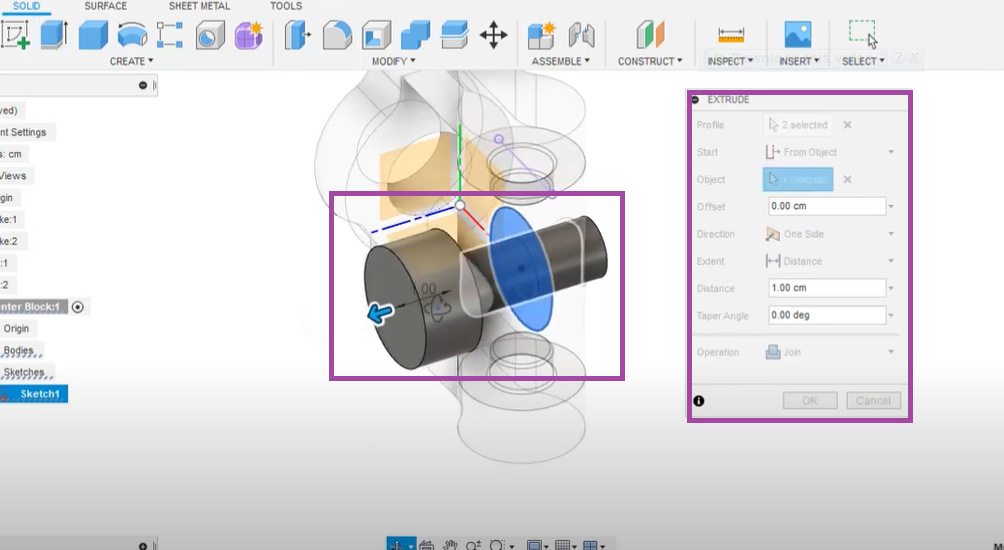 SOLID SURFACE SHEET METAL TOOLS
CREATE MODIFY ASSEMBLE CONSTRUCT INSPECT INSERT SELECT
ved)
nt Settings
s: cm
Views
gin
ke:1
ke:2
:1
:2
nter Block:1
Origin
Bodies
Sketches
Sketch1
1.00
EXTRUDE
Profile 2 selected
Start From Object
Object
Offset 0.00 cm
Direction One Side
Extent Distance
Distance 1.00 cm
Taper Angle 0.00 deg
Operation Join
OK Cancel